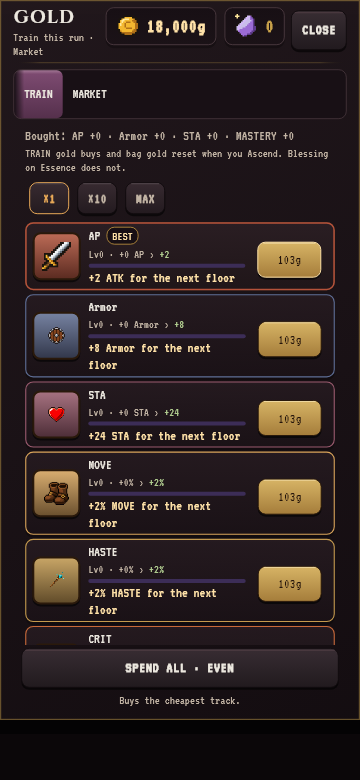 GOLD
Train this run ·
Market
18,000g
0
CLOSE
TRAIN
MARKET
Bought: AP +0 · Armor +0 · STA +0 · MASTERY +0
TRAIN gold buys and bag gold reset when you Ascend. Blessing
on Essence does not.
X1
X10
MAX
AP BEST
Lv0 · +0 AP › +2
+2 ATK for the next floor
103g
Armor
Lv0 · +0 Armor › +8
+8 Armor for the next
floor
103g
STA
Lv0 · +0 STA › +24
+24 STA for the next floor
103g
MOVE
Lv0 · +0% › +2%
+2% MOVE for the next
floor
103g
HASTE
Lv0 · +0% › +2%
+2% HASTE for the next
floor
103g
CRIT
SPEND ALL · EVEN
Buys the cheapest track.